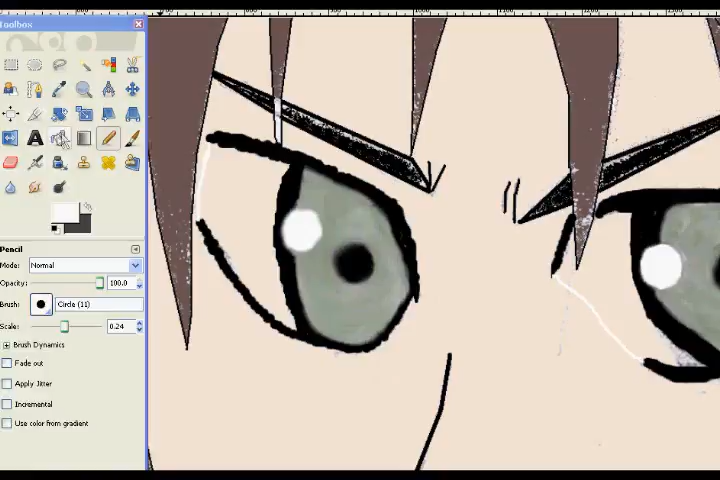 Toolbox
Pencil
Mode: Normal
Opacity: 100.0
Brush: Circle (11)
Scale: 0.24
Brush Dynamics
Fade out
Apply Jitter
Incremental
Use color from gradient